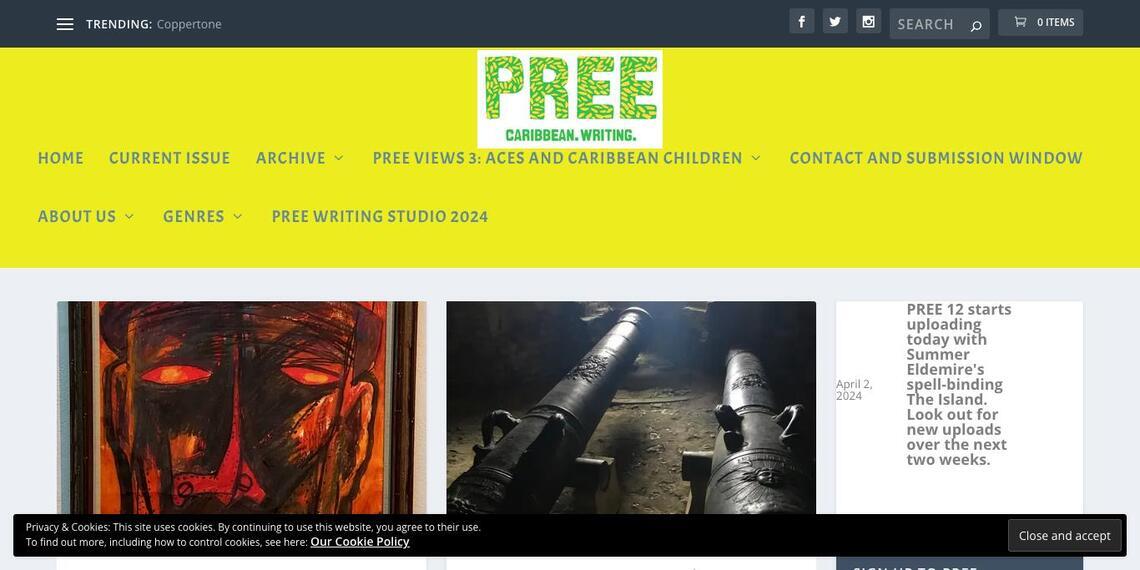 TRENDING: Coppertone
SEARCH
0 ITEMS
PREE
CARIBBEAN.WRITING.
HOME
CURRENT ISSUE
ARCHIVE
PREE VIEWS 3: ACES AND CARIBBEAN CHILDREN
CONTACT AND SUBMISSION WINDOW
ABOUT US
GENRES
PREE WRITING STUDIO 2024
April 2,
2024
PREE 12 starts
uploading
today with
Summer
Eldemire's
spell-binding
The Island.
Look out for
new uploads
over the next
two weeks.
Privacy & Cookies: This site uses cookies. By continuing to use this website, you agree to their use.
To find out more, including how to control cookies, see here: Our Cookie Policy
Close and accept
SIGN UP TO PREE